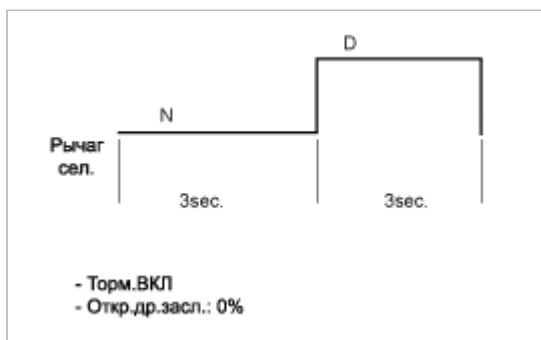 D
N
Рычаг
сел.
3sec. 3sec.
- Торм.ВКЛ
- Откр.др.засл.: 0%